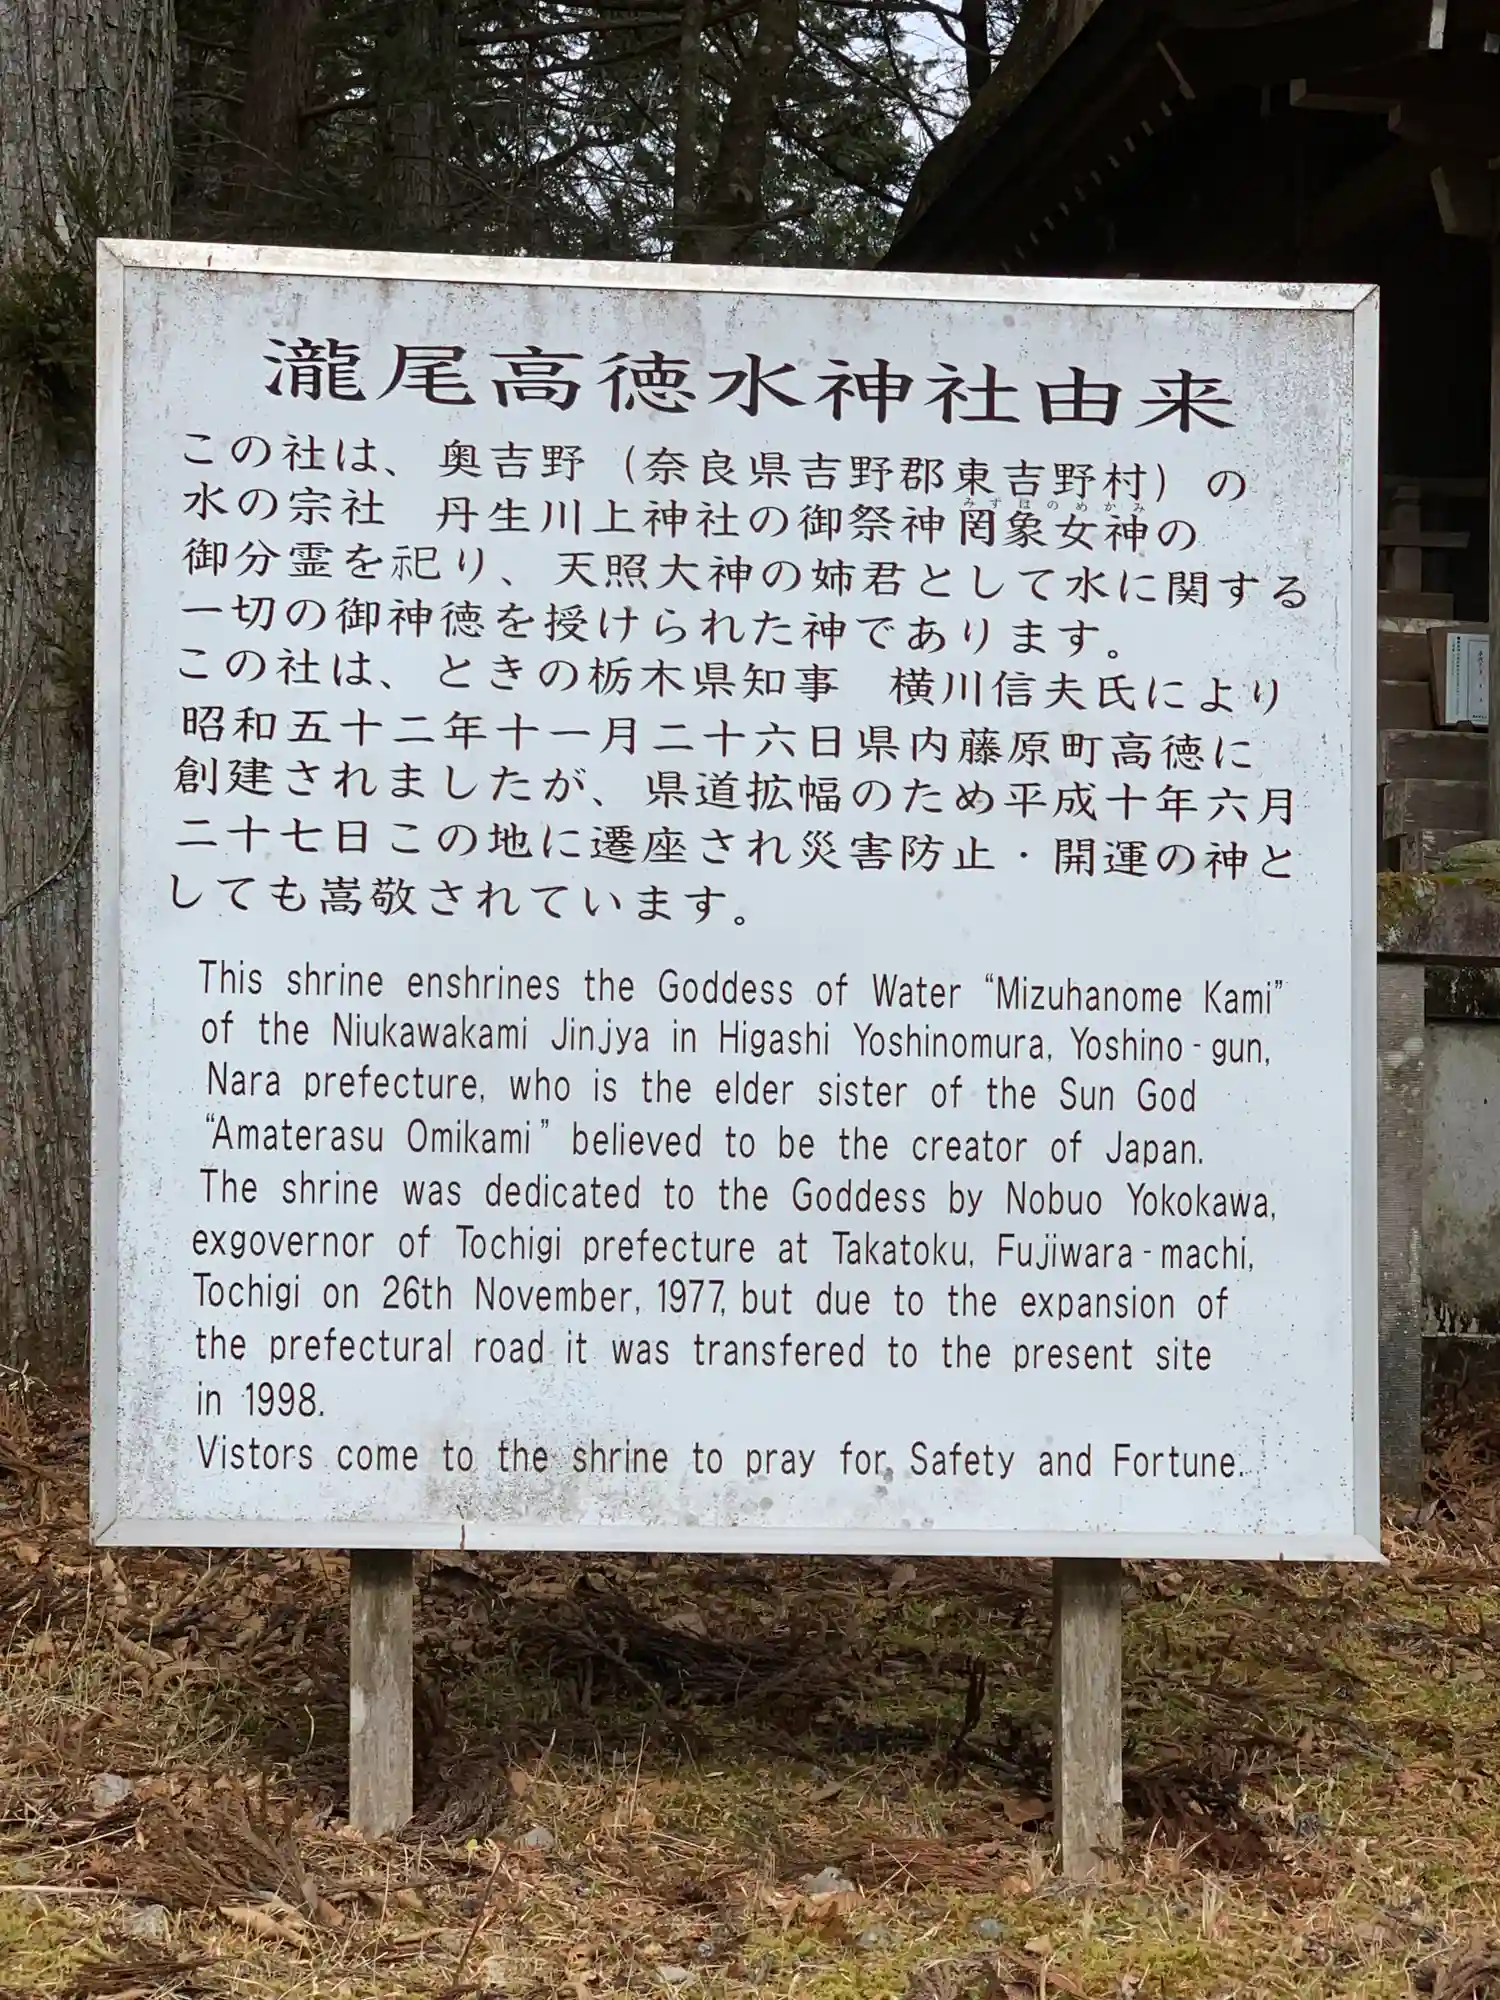 瀧尾高徳水神社由来
この社は、奥吉野（奈良県吉野郡東吉野村）の
みずはのめかみ
水の宗社　丹生川上神社の御祭神罔象女神の
御分霊を祀り、天照大神の姉君として水に関する
一切の御神徳を授けられた神であります。
この社は、ときの栃木県知事　横川信夫氏により
昭和五十二年十一月二十六日県内藤原町高徳に
創建されましたが、県道拡幅のため平成十年六月
二十七日この地に遷座され災害防止・開運の神と
しても嵩敬されています。
This shrine enshrines the Goddess of Water “Mizuhanome Kami”
of the Niukawakami Jinjya in Higashi Yoshinomura, Yoshino-gun,
Nara prefecture, who is the elder sister of the Sun God
“Amaterasu Omikami” believed to be the creator of Japan.
The shrine was dedicated to the Goddess by Nobuo Yokokawa,
exgovernor of Tochigi prefecture at Takatoku, Fujiwara-machi,
Tochigi on 26th November, 1977, but due to the expansion of
the prefectural road it was transfered to the present site
in 1998.
Vistors come to the shrine to pray for Safety and Fortune.